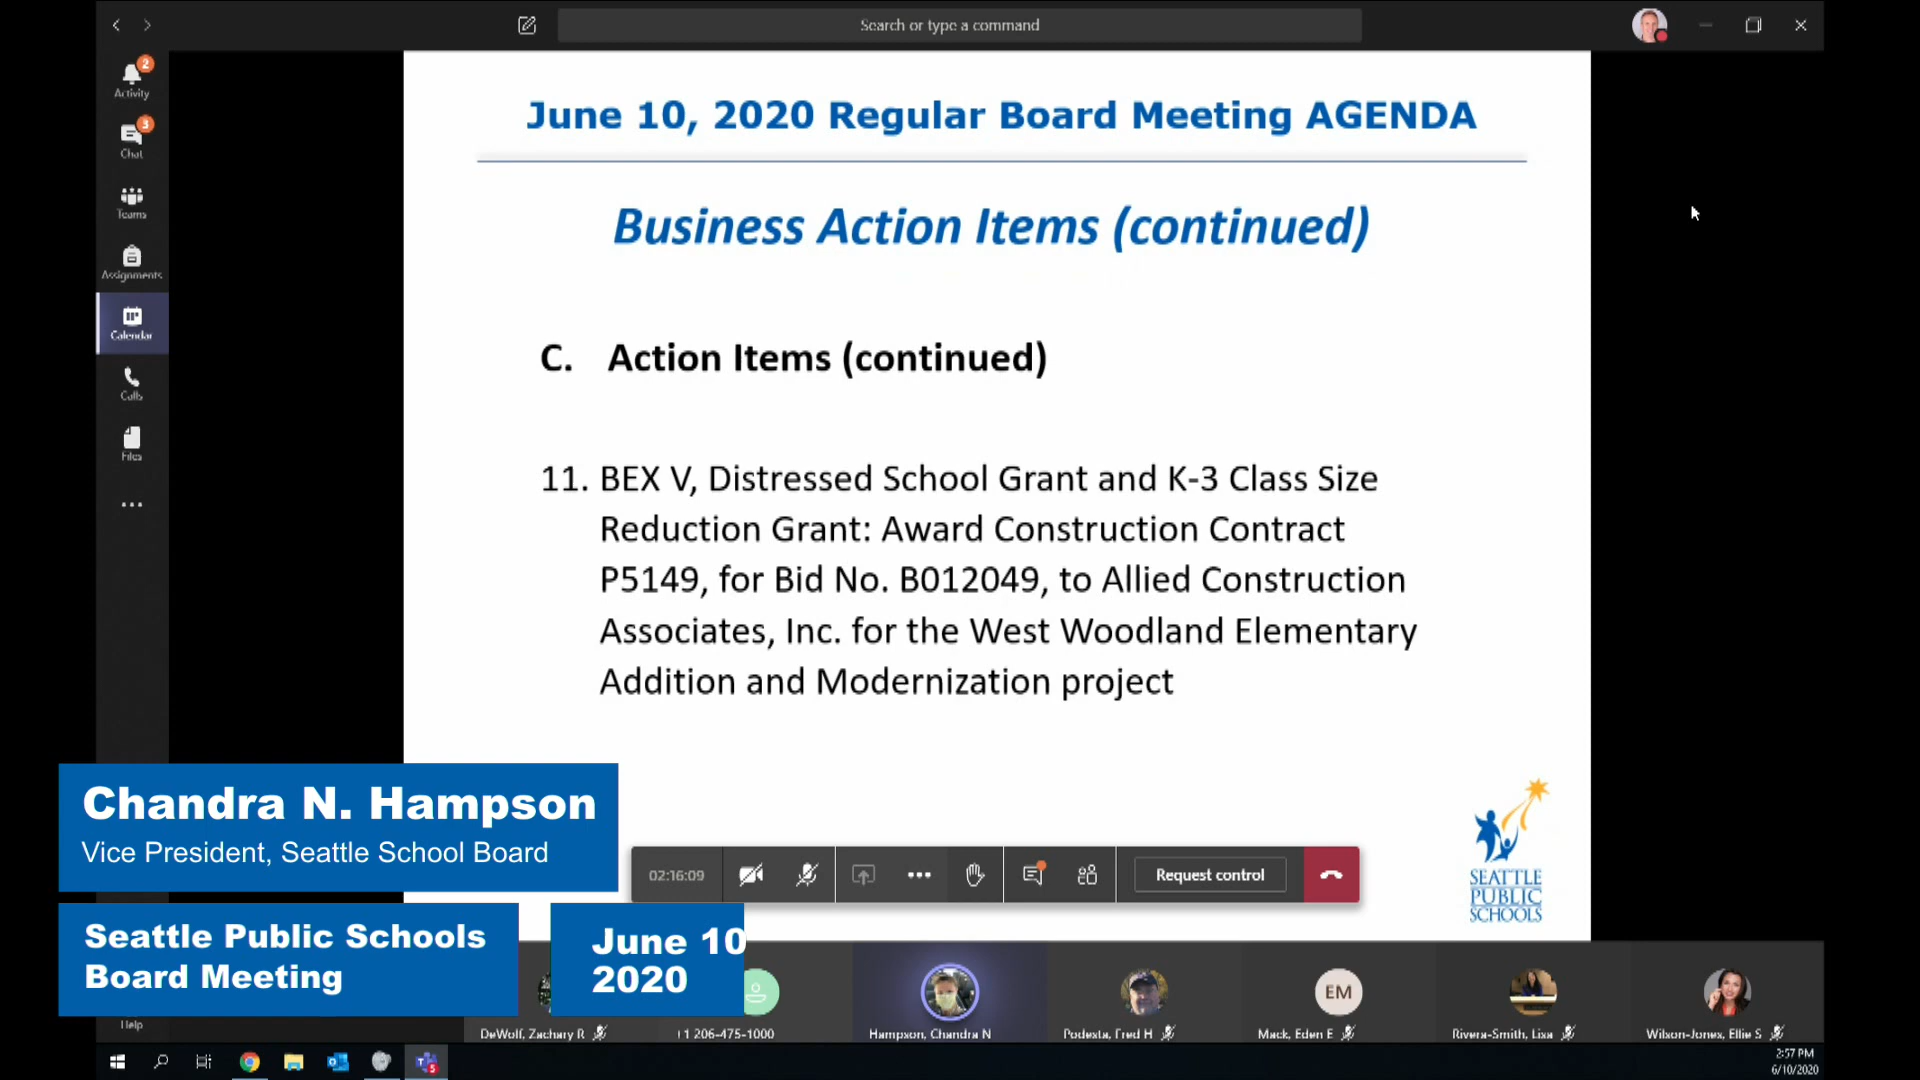 Search or type a command
2
Activity
3
Chat
Teams
Assignments
Calendar
Calls
Files
June 10, 2020 Regular Board Meeting AGENDA
Business Action Items (continued)
C. Action Items (continued)
11. BEX V, Distressed School Grant and K-3 Class Size
Reduction Grant: Award Construction Contract
P5149, for Bid No. B012049, to Allied Construction
Associates, Inc. for the West Woodland Elementary
Addition and Modernization project
SEATTLE
PUBLIC
SCHOOLS
Chandra N. Hampson
Vice President, Seattle School Board
02:16:09
Request control
Seattle Public Schools
Board Meeting
June 10
2020
Help
DeWolf, Zachary R
+1 206-475-1000
Hampson, Chandra N
Podesta, Fred H
EM
Mack, Eden E
Rivera-Smith, Lisa
Wilson-Jones, Ellie S
5
2:57 PM
6/10/2020